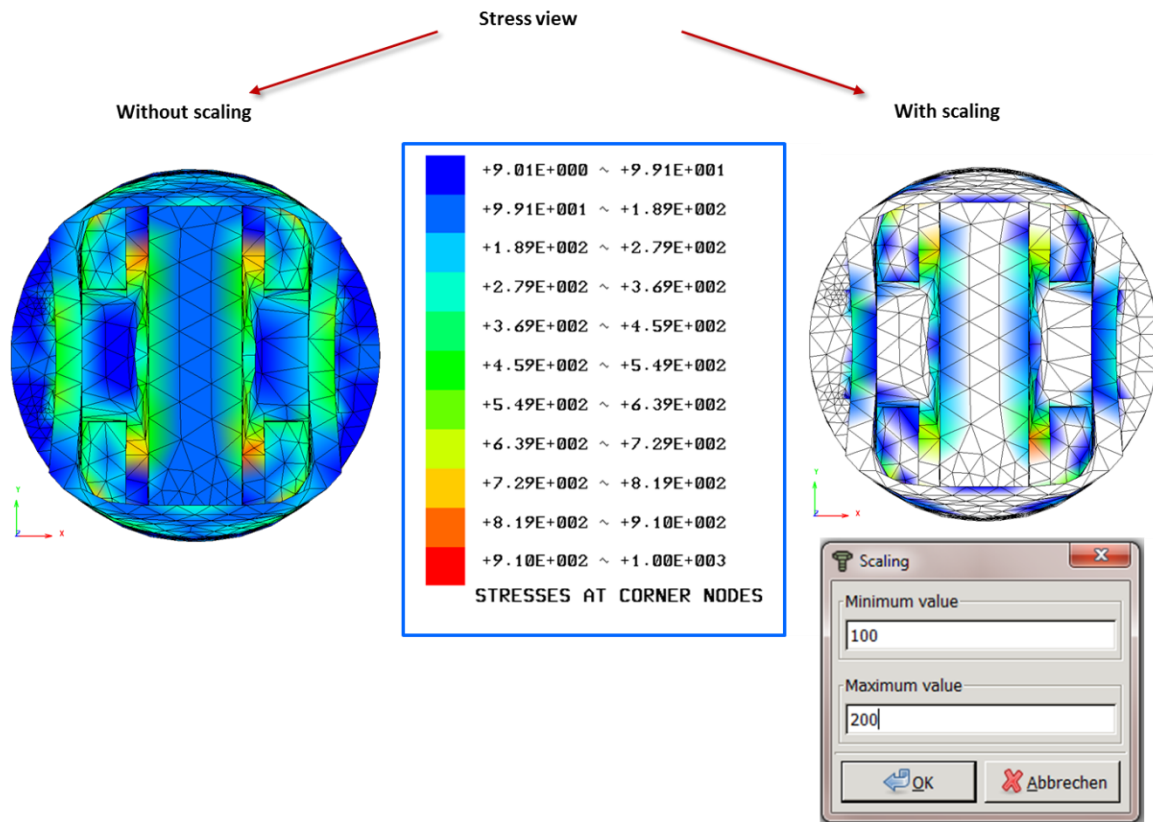 Stress view
Without scaling
With scaling
+9.01E+000 ~ +9.91E+001
+9.91E+001 ~ +1.89E+002
+1.89E+002 ~ +2.79E+002
+2.79E+002 ~ +3.69E+002
+3.69E+002 ~ +4.59E+002
+4.59E+002 ~ +5.49E+002
+5.49E+002 ~ +6.39E+002
+6.39E+002 ~ +7.29E+002
+7.29E+002 ~ +8.19E+002
+8.19E+002 ~ +9.10E+002
+9.10E+002 ~ +1.00E+003
STRESSES AT CORNER NODES
Y
Z
X
Y
Z
X
Scaling
Minimum value
100
Maximum value
200
OK
Abbrechen